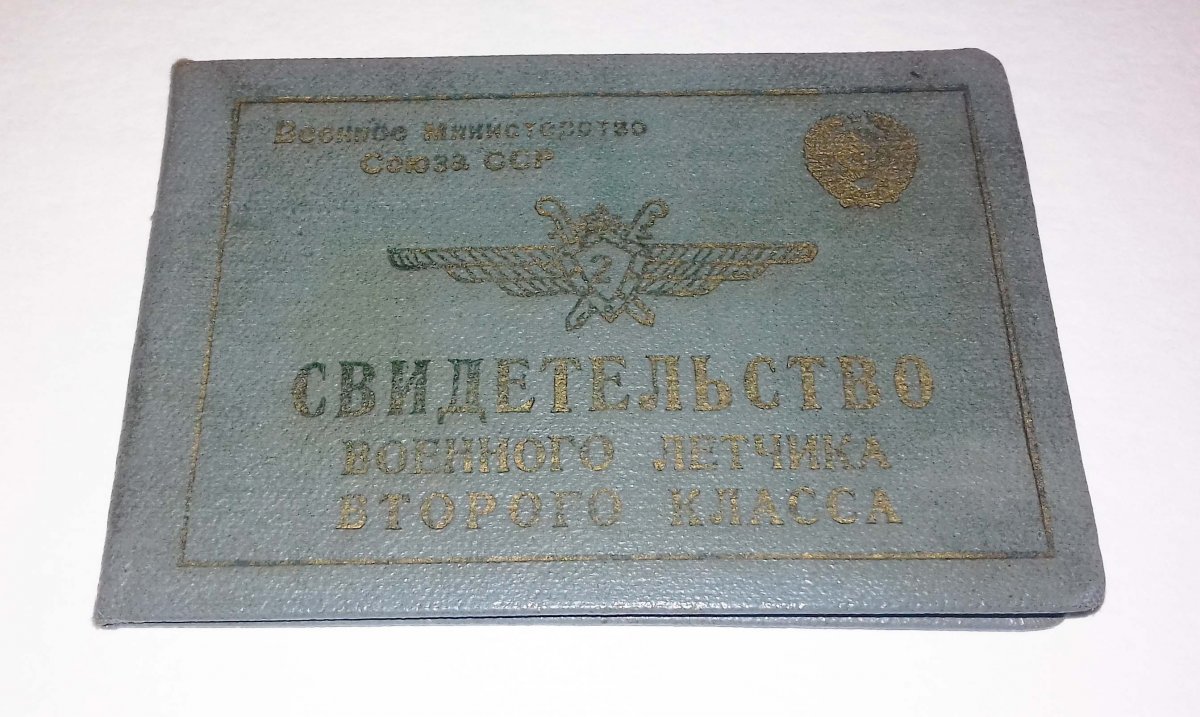 Военное Министерство
Союза ССР
2
СВИДЕТЕЛЬСТВО
ВОЕННОГО ЛЕТЧИКА
ВТОРОГО КЛАССА